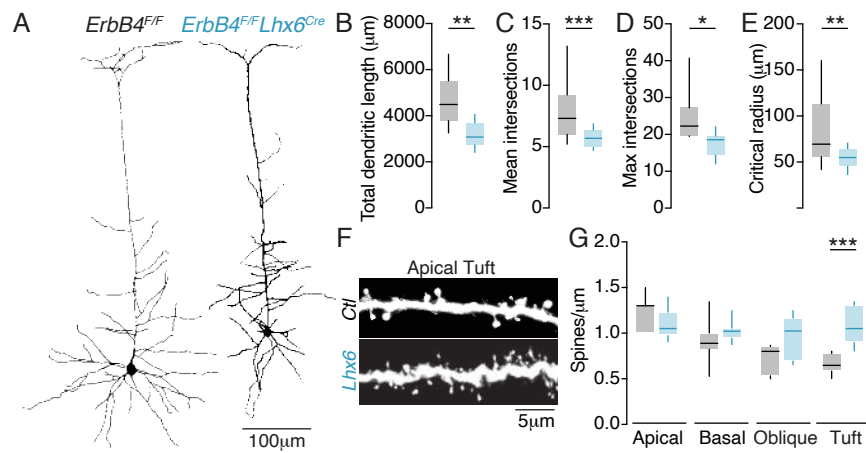 A
ErbB4F/F
ErbB4F/FLhx6Cre
100μm
B
Total dendritic length (μm)
8000
6000
4000
2000
0
**
C
Mean intersections
15
10
5
0
***
D
Max intersections
50
40
30
20
10
0
*
E
Critical radius (μm)
200
150
100
50
**
F
Apical Tuft
Ctl
Lhx6
5μm
G
Spines/μm
2.0
1.5
1.0
0.5
0
***
Apical
Basal
Oblique
Tuft